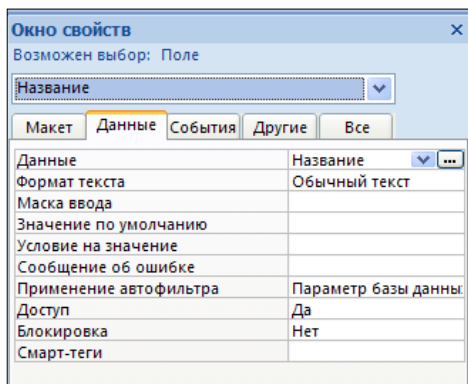 Окно свойств
Возможен выбор: Поле
Название
Макет Данные События Другие Все
Данные Название
Формат текста Обычный текст
Маска ввода
Значение по умолчанию
Условие на значение
Сообщение об ошибке
Применение автофильтра Параметр базы данны
Доступ Да
Блокировка Нет
Смарт-теги